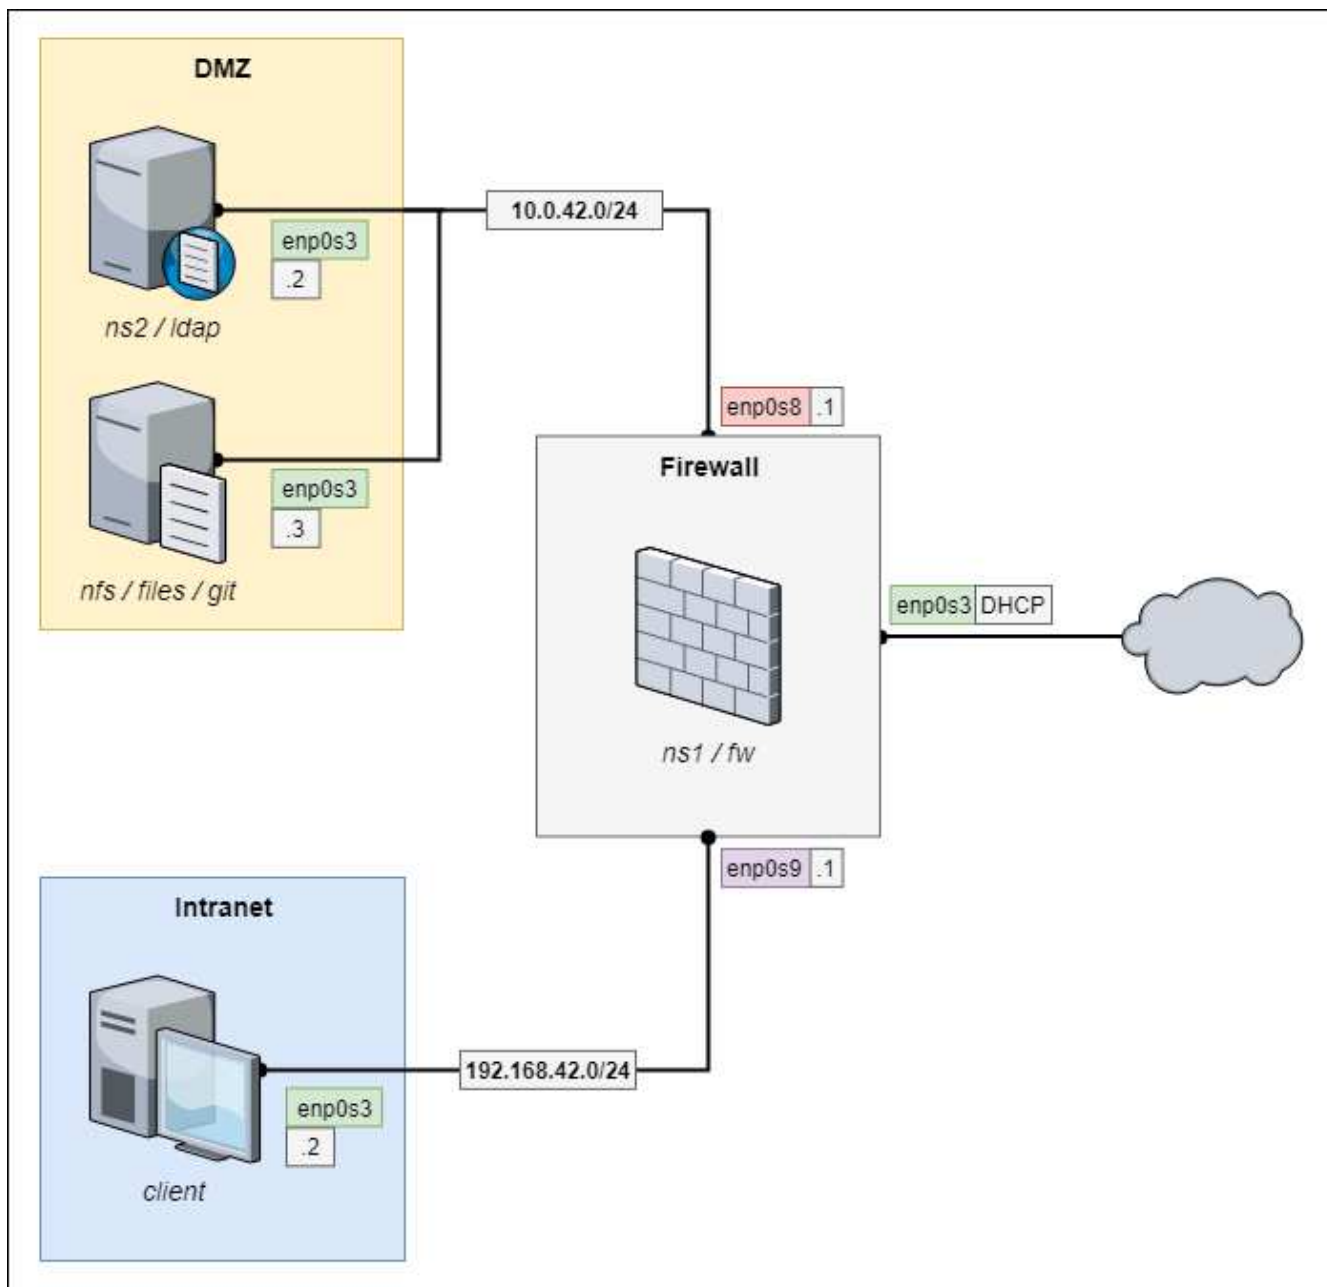 DMZ
enp0s3
.2
ns2 / ldap
enp0s3
.3
nfs / files / git
10.0.42.0/24
enp0s8 .1
Firewall
ns1 / fw
enp0s3 DHCP
enp0s9 .1
Intranet
enp0s3
.2
client
192.168.42.0/24